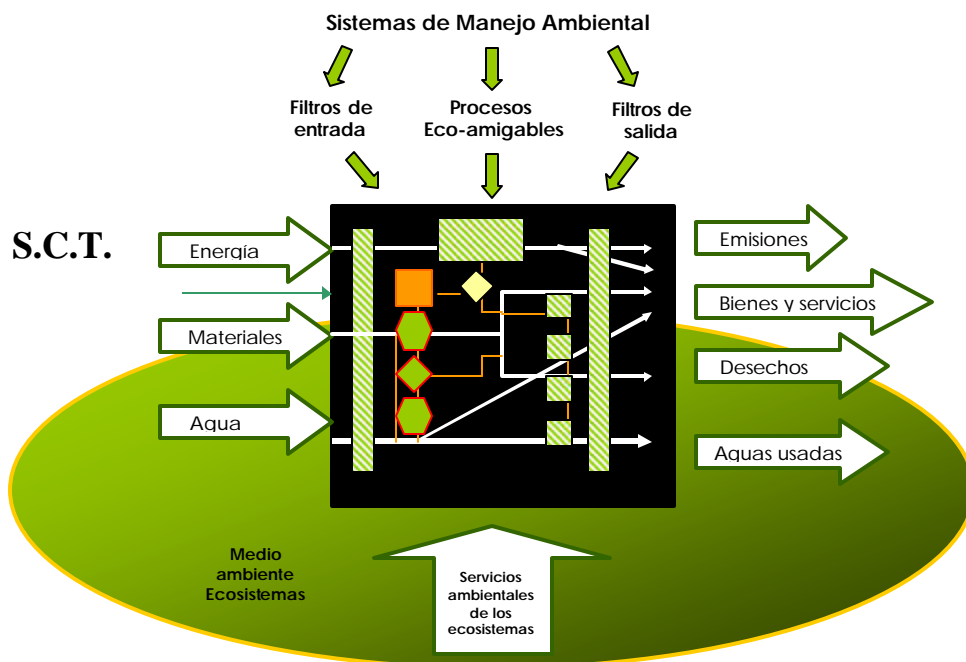 Sistemas de Manejo Ambiental
Filtros de
entrada
Procesos
Eco-amigables
Filtros de
salida
S.C.T.
Energía
Materiales
Agua
Emisiones
Bienes y servicios
Desechos
Aguas usadas
Medio
ambiente
Ecosistemas
Servicios
ambientales
de los
ecosistemas